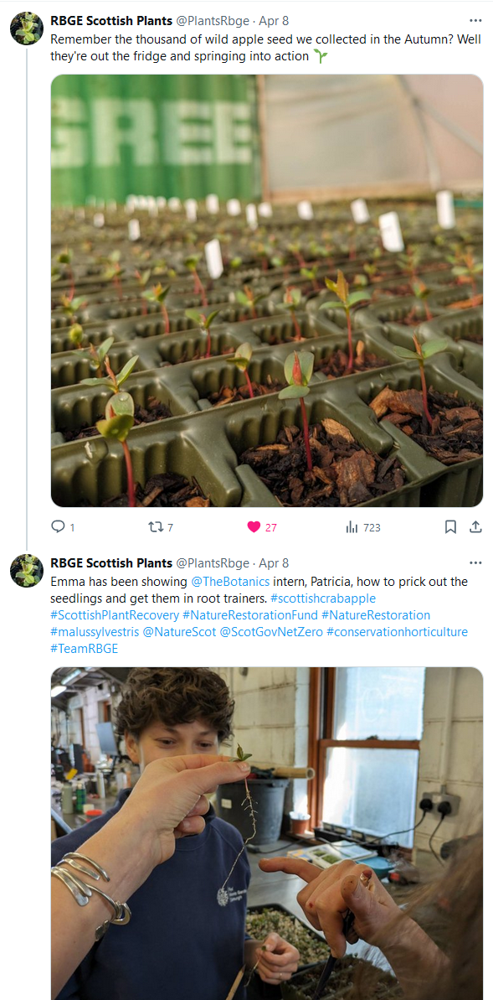 RBGE Scottish Plants @PlantsRbge · Apr 8
Remember the thousand of wild apple seed we collected in the Autumn? Well
they're out the fridge and springing into action 🌱
GREE
1 7 27 723
RBGE Scottish Plants @PlantsRbge · Apr 8
Emma has been showing @TheBotanics intern, Patricia, how to prick out the
seedlings and get them in root trainers. #scottishcrabapple
#ScottishPlantRecovery #NatureRestorationFund #NatureRestoration
#malussylvestris @NatureScot @ScotGovNetZero #conservationhorticulture
#TeamRBGE